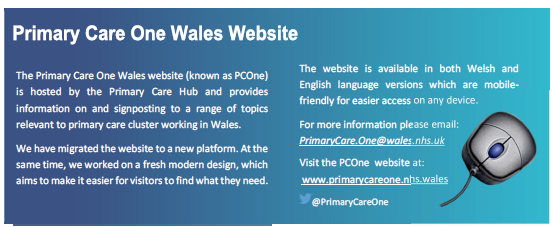 Primary Care One Wales Website
The Primary Care One Wales website (known as PCOne)
is hosted by the Primary Care Hub and provides
information on and signposting to a range of topics
relevant to primary care cluster working in Wales.
We have migrated the website to a new platform. At the
same time, we worked on a fresh modern design, which
aims to make it easier for visitors to find what they need.
The website is available in both Welsh and
English language versions which are mobile-
friendly for easier access on any device.
For more information please email:
PrimaryCare.One@wales.nhs.uk
Visit the PCOne website at:
www.primarycareone.nhs.wales
@PrimaryCareOne